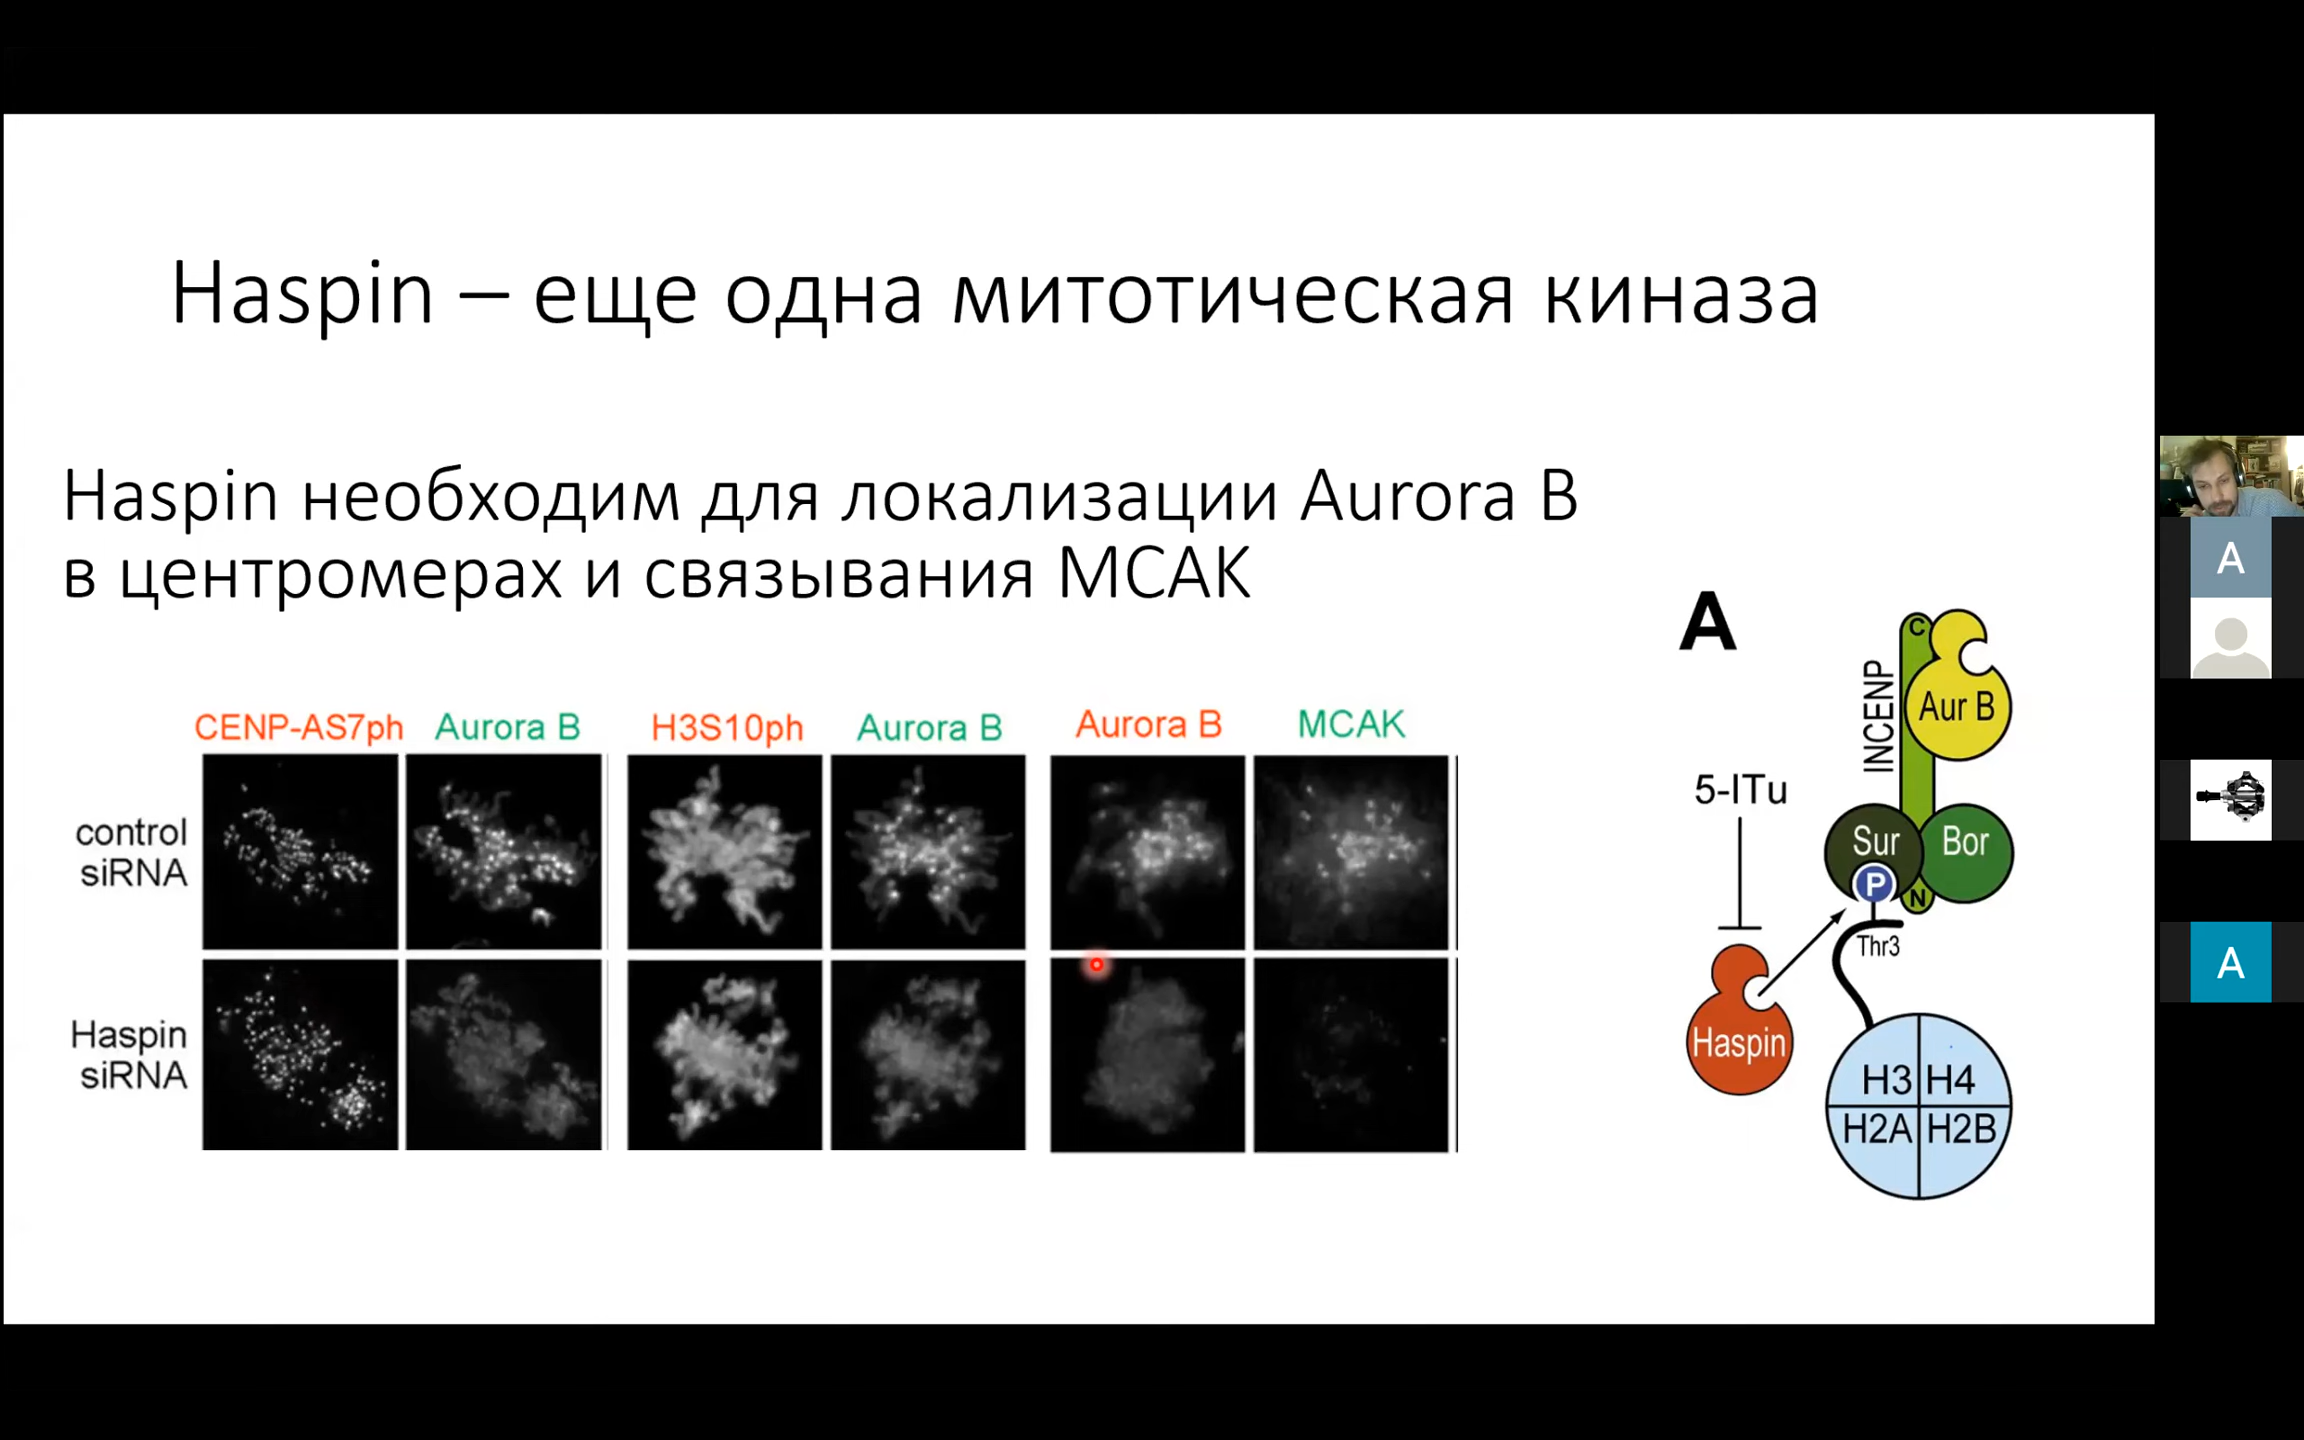 Haspin – еще одна митотическая киназа
Haspin необходим для локализации Aurora B
в центромерах и связывания MCAK
CENP-AS7ph Aurora B H3S10ph Aurora B Aurora B MCAK
control
siRNA
Haspin
siRNA
A
C
INCENP
Aur B
5-ITu
Sur
Bor
P
N
Thr3
Haspin
H3 H4
H2A H2B
A
A